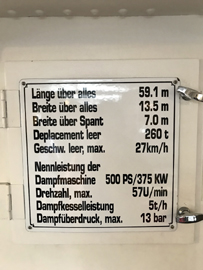 Länge über alles 59.1 m
Breite über alles 13.5 m
Breite über Spant 7.0 m
Deplacement leer 260 t
Geschw. leer, max. 27km/h
Nennleistung der
Dampfmaschine 500 PS/375 KW
Drehzahl, max. 57U/min
Dampfkesselleistung 5t/h
Dampfüberdruck, max. 13 bar